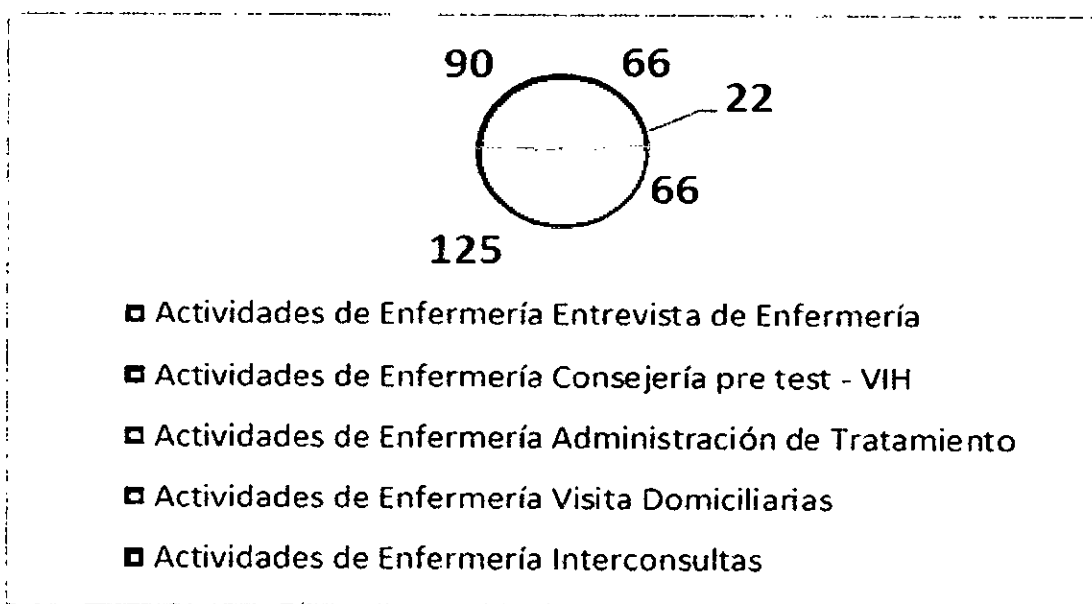 90 66
22
66
125
Actividades de Enfermería Entrevista de Enfermería
Actividades de Enfermería Consejería pre test - VIH
Actividades de Enfermería Administración de Tratamiento
Actividades de Enfermería Visita Domiciliarias
Actividades de Enfermería Interconsultas